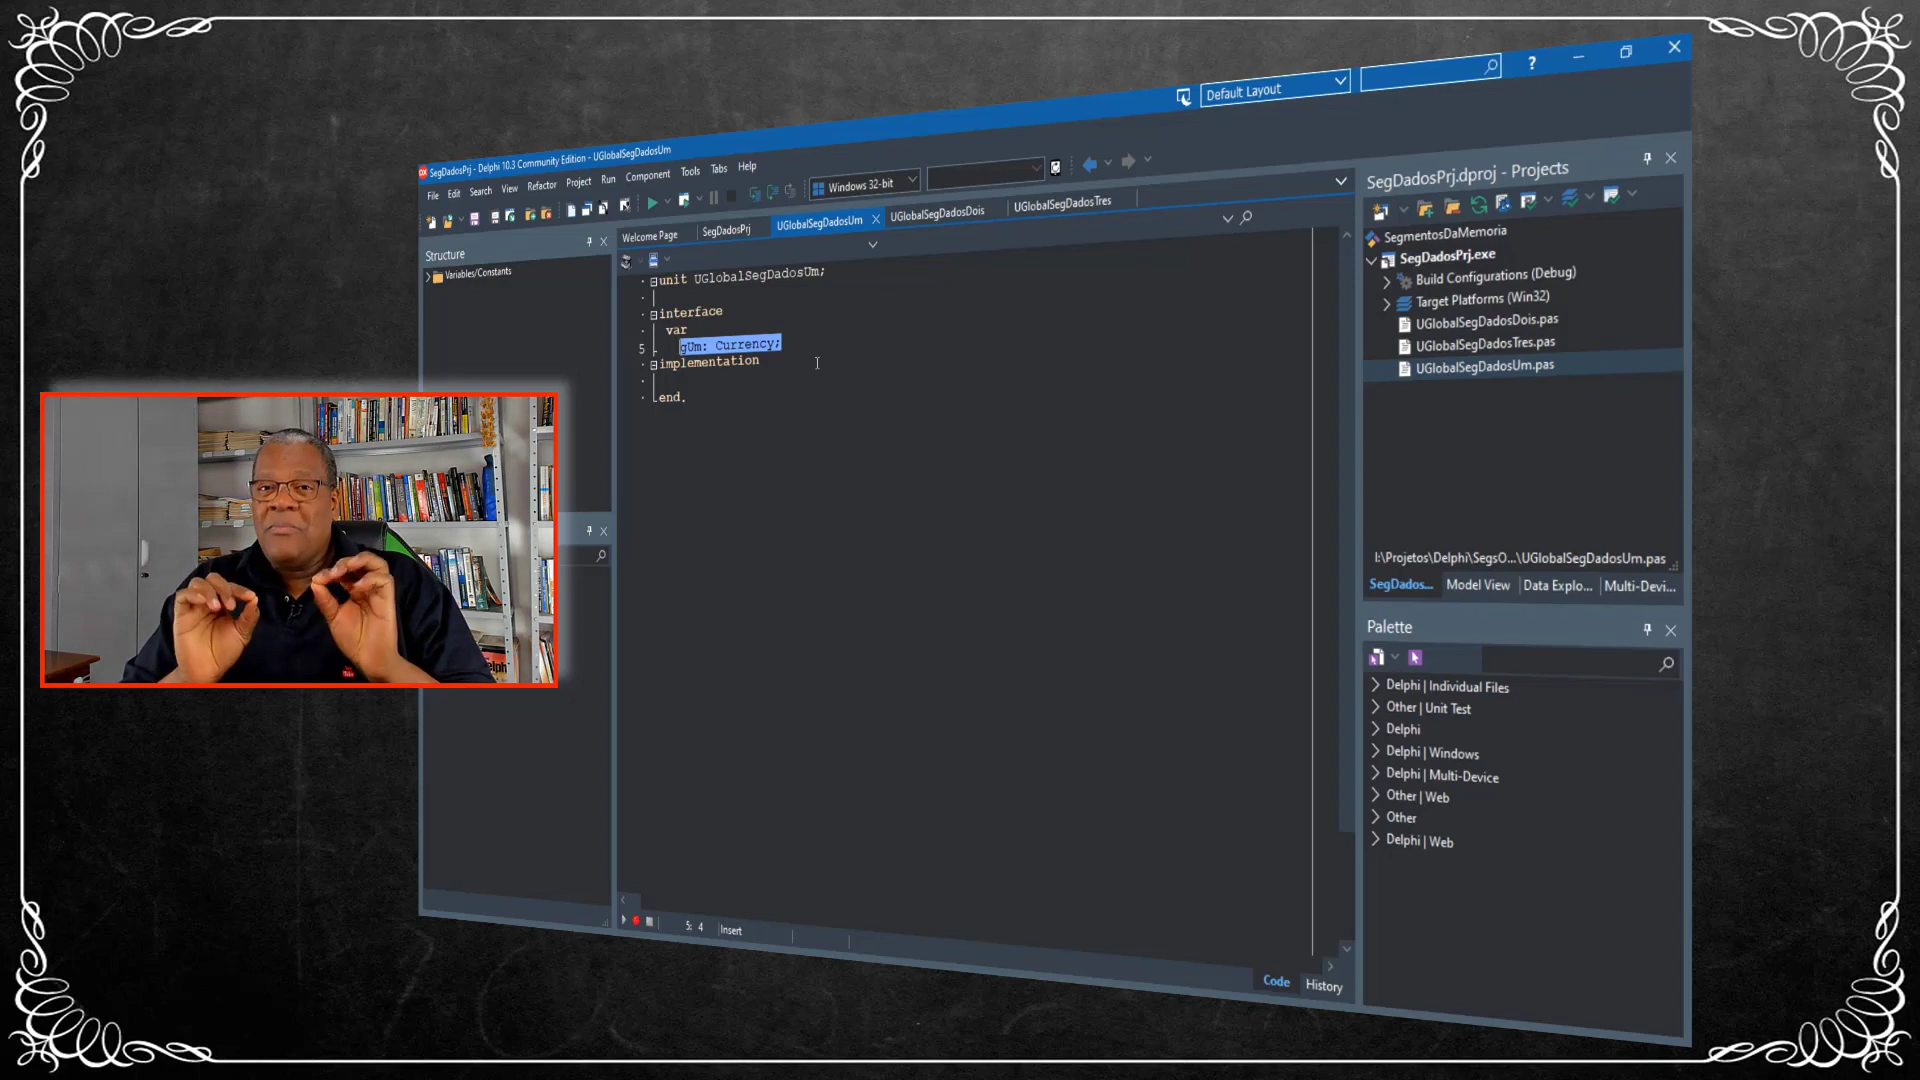 Default Layout
?
SegDadosPrj - Delphi 10.3 Community Edition - UGlobalSegDadosUm
File Edit Search View Refactor Project Run Component Tools Tabs Help
Windows 32-bit
Structure
Variables/Constants
Welcome Page SegDadosPrj UGlobalSegDadosUm UGlobalSegDadosDois UGlobalSegDadosTres
unit UGlobalSegDadosUm;
interface
var
5 gUm: Currency;
implementation
end.
5: 4 Insert
Code History
SegDadosPrj.dproj - Projects
SegmentosDaMemoria
SegDadosPrj.exe
Build Configurations (Debug)
Target Platforms (Win32)
UGlobalSegDadosDois.pas
UGlobalSegDadosTres.pas
UGlobalSegDadosUm.pas
I:\Projetos\Delphi\SegsO...\UGlobalSegDadosUm.pas
SegDados... Model View Data Explo... Multi-Devi...
Palette
Delphi | Individual Files
Other | Unit Test
Delphi
Delphi | Windows
Delphi | Multi-Device
Other | Web
Other
Delphi | Web